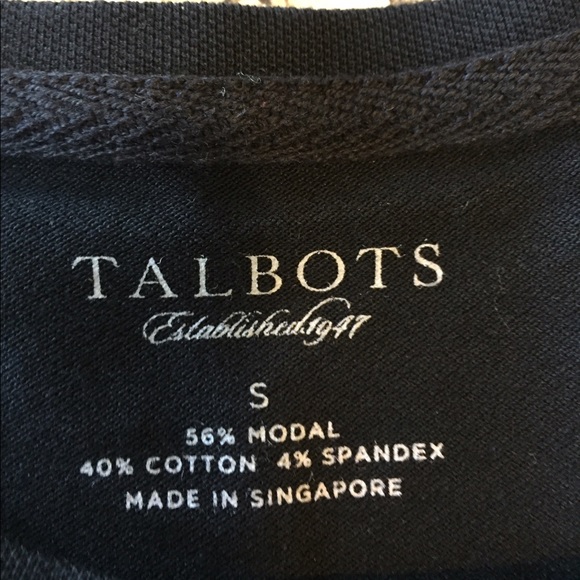 TALBOTS
Established 1947
S
56% MODAL
40% COTTON 4% SPANDEX
MADE IN SINGAPORE